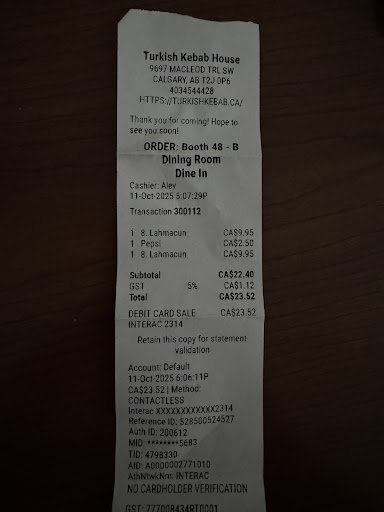 Turkish Kebab House
9697 MACLEOD TRL SW
CALGARY, AB T2J 0P6
4034544428
HTTPS://TURKISHKEBAB.CA/
Thank you for coming! Hope to
see you soon!
ORDER: Booth 48 - B
Dining Room
Dine In
Cashier: Alev
11-Oct-2025 5:07:29P
Transaction 300112
1 8. Lahmacun CA$9.95
1 Pepsi CA$2.50
1 8. Lahmacun CA$9.95
Subtotal CA$22.40
GST 5% CA$1.12
Total CA$23.52
DEBIT CARD SALE CA$23.52
INTERAC 2314
Retain this copy for statement
validation
Account: Default
11-Oct-2025 6:06:11P
CA$23.52 | Method:
CONTACTLESS
Interac XXXXXXXXXXXX2314
Reference ID: 528500524527
Auth ID: 200612
MID: ********5683
TID: 4798330
AID: A0000002771010
AthNtwkNm: INTERAC
NO CARDHOLDER VERIFICATION
GST: 777008434RT0001